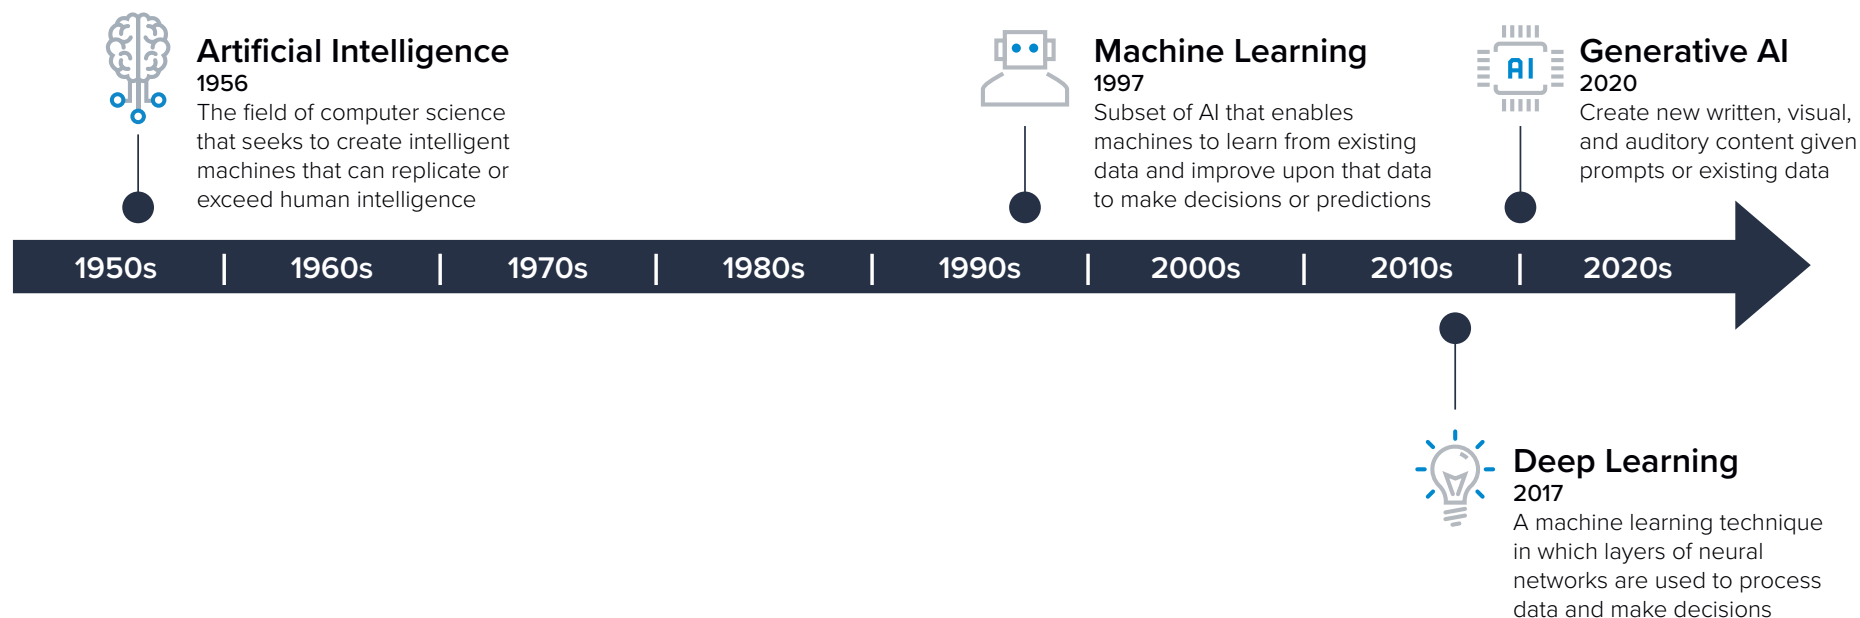 Artificial Intelligence
1956
The field of computer science
that seeks to create intelligent
machines that can replicate or
exceed human intelligence
Machine Learning
1997
Subset of AI that enables
machines to learn from existing
data and improve upon that data
to make decisions or predictions
AI
Generative AI
2020
Create new written, visual,
and auditory content given
prompts or existing data
1950s | 1960s | 1970s | 1980s | 1990s | 2000s | 2010s | 2020s
Deep Learning
2017
A machine learning technique
in which layers of neural
networks are used to process
data and make decisions